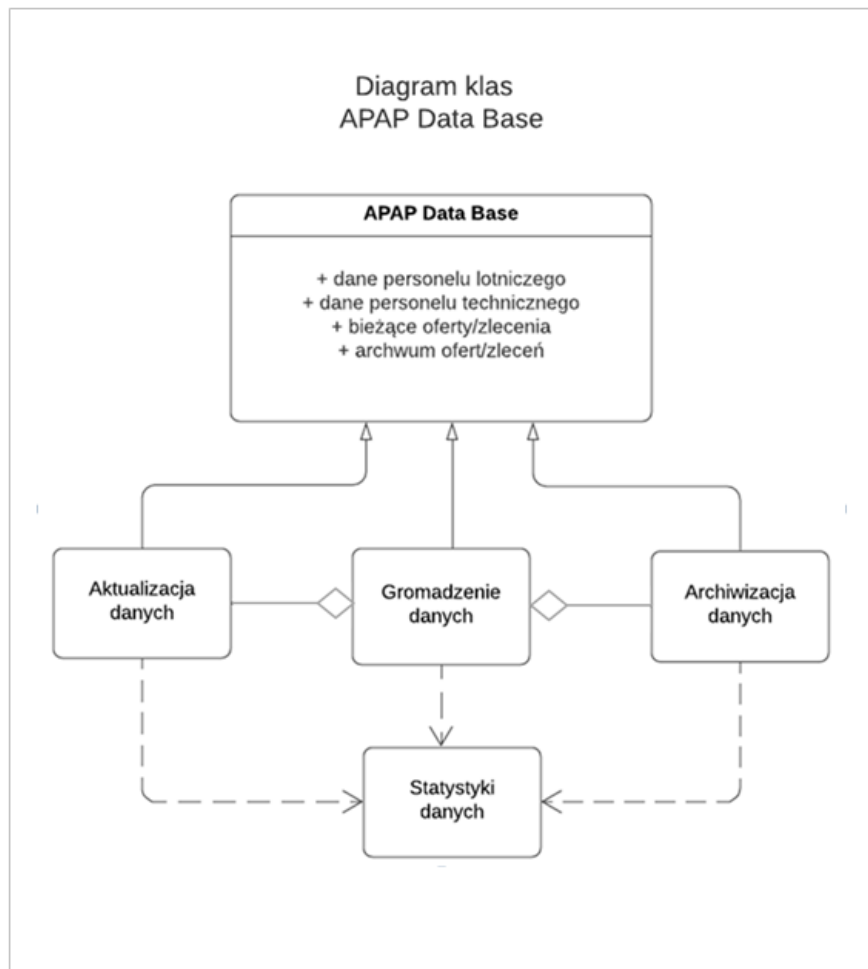 Diagram klas
APAP Data Base
APAP Data Base
+ dane personelu lotniczego
+ dane personelu technicznego
+ bieżące oferty/zlecenia
+ archwum ofert/zleceń
Aktualizacja
danych
Gromadzenie
danych
Archiwizacja
danych
Statystyki
danych